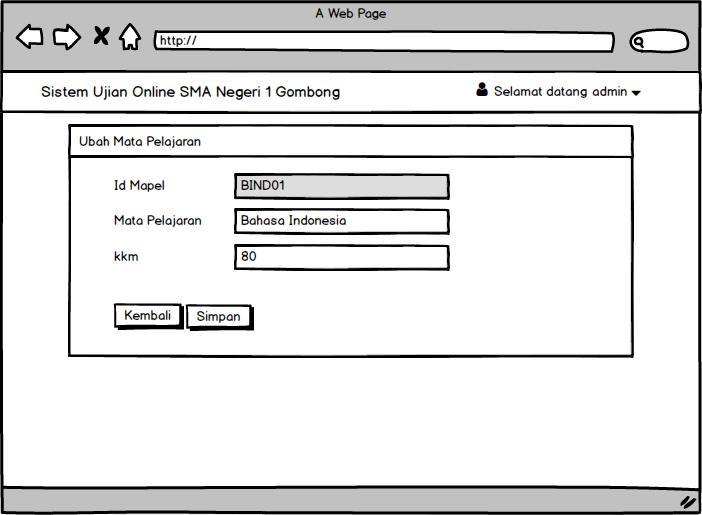 A Web Page
http://
Sistem Ujian Online SMA Negeri 1 Gombong
Selamat datang admin
Ubah Mata Pelajaran
Id Mapel BIND01
Mata Pelajaran Bahasa Indonesia
kkm 80
Kembali Simpan